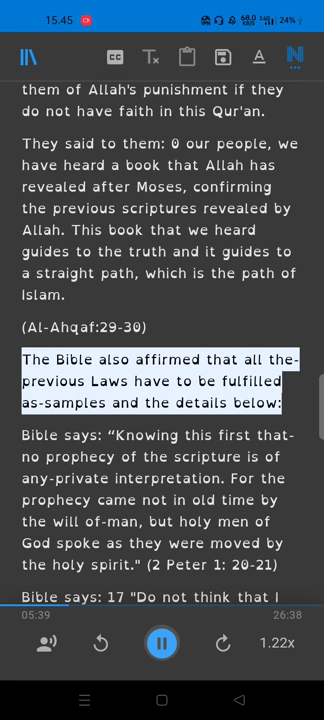 15.45
68.0 KB/S
24%
CC
them of Allah's punishment if they
do not have faith in this Qur'an.
They said to them: 0 our people, we
have heard a book that Allah has
revealed after Moses, confirming
the previous scriptures revealed by
Allah. This book that we heard
guides to the truth and it guides to
a straight path, which is the path of
Islam.
(Al-Ahqaf:29-30)
The Bible also affirmed that all the-
previous Laws have to be fulfilled
as-samples and the details below:
Bible says: “Knowing this first that-
no prophecy of the scripture is of
any-private interpretation. For the
prophecy came not in old time by
the will of-man, but holy men of
God spoke as they were moved by
the holy spirit." (2 Peter 1: 20-21)
Bible says: 17 "Do not think that I
05:39
26:38
1.22x